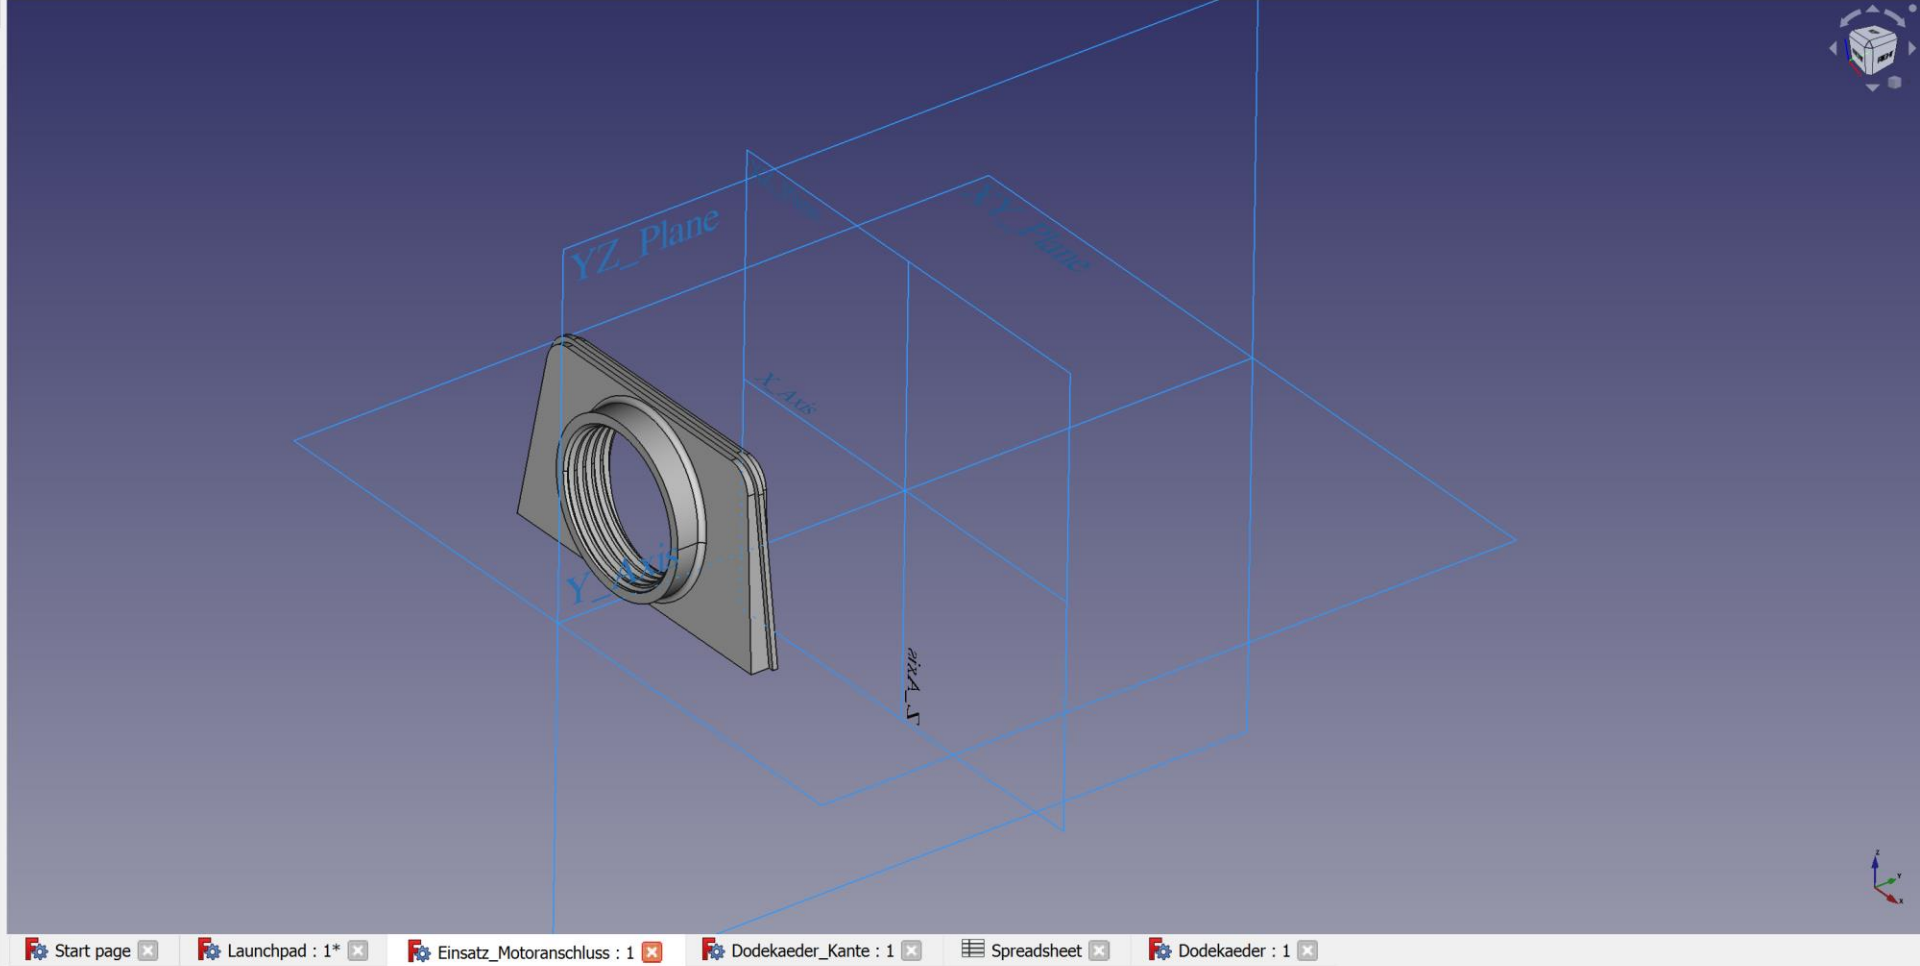 YZ_Plane
XY_Plane
X_Axis
Y_Axis
Z_Axis
Z
Y
X
Start page
Launchpad : 1*
Einsatz_Motoranschluss : 1
Dodekaeder_Kante : 1
Spreadsheet
Dodekaeder : 1